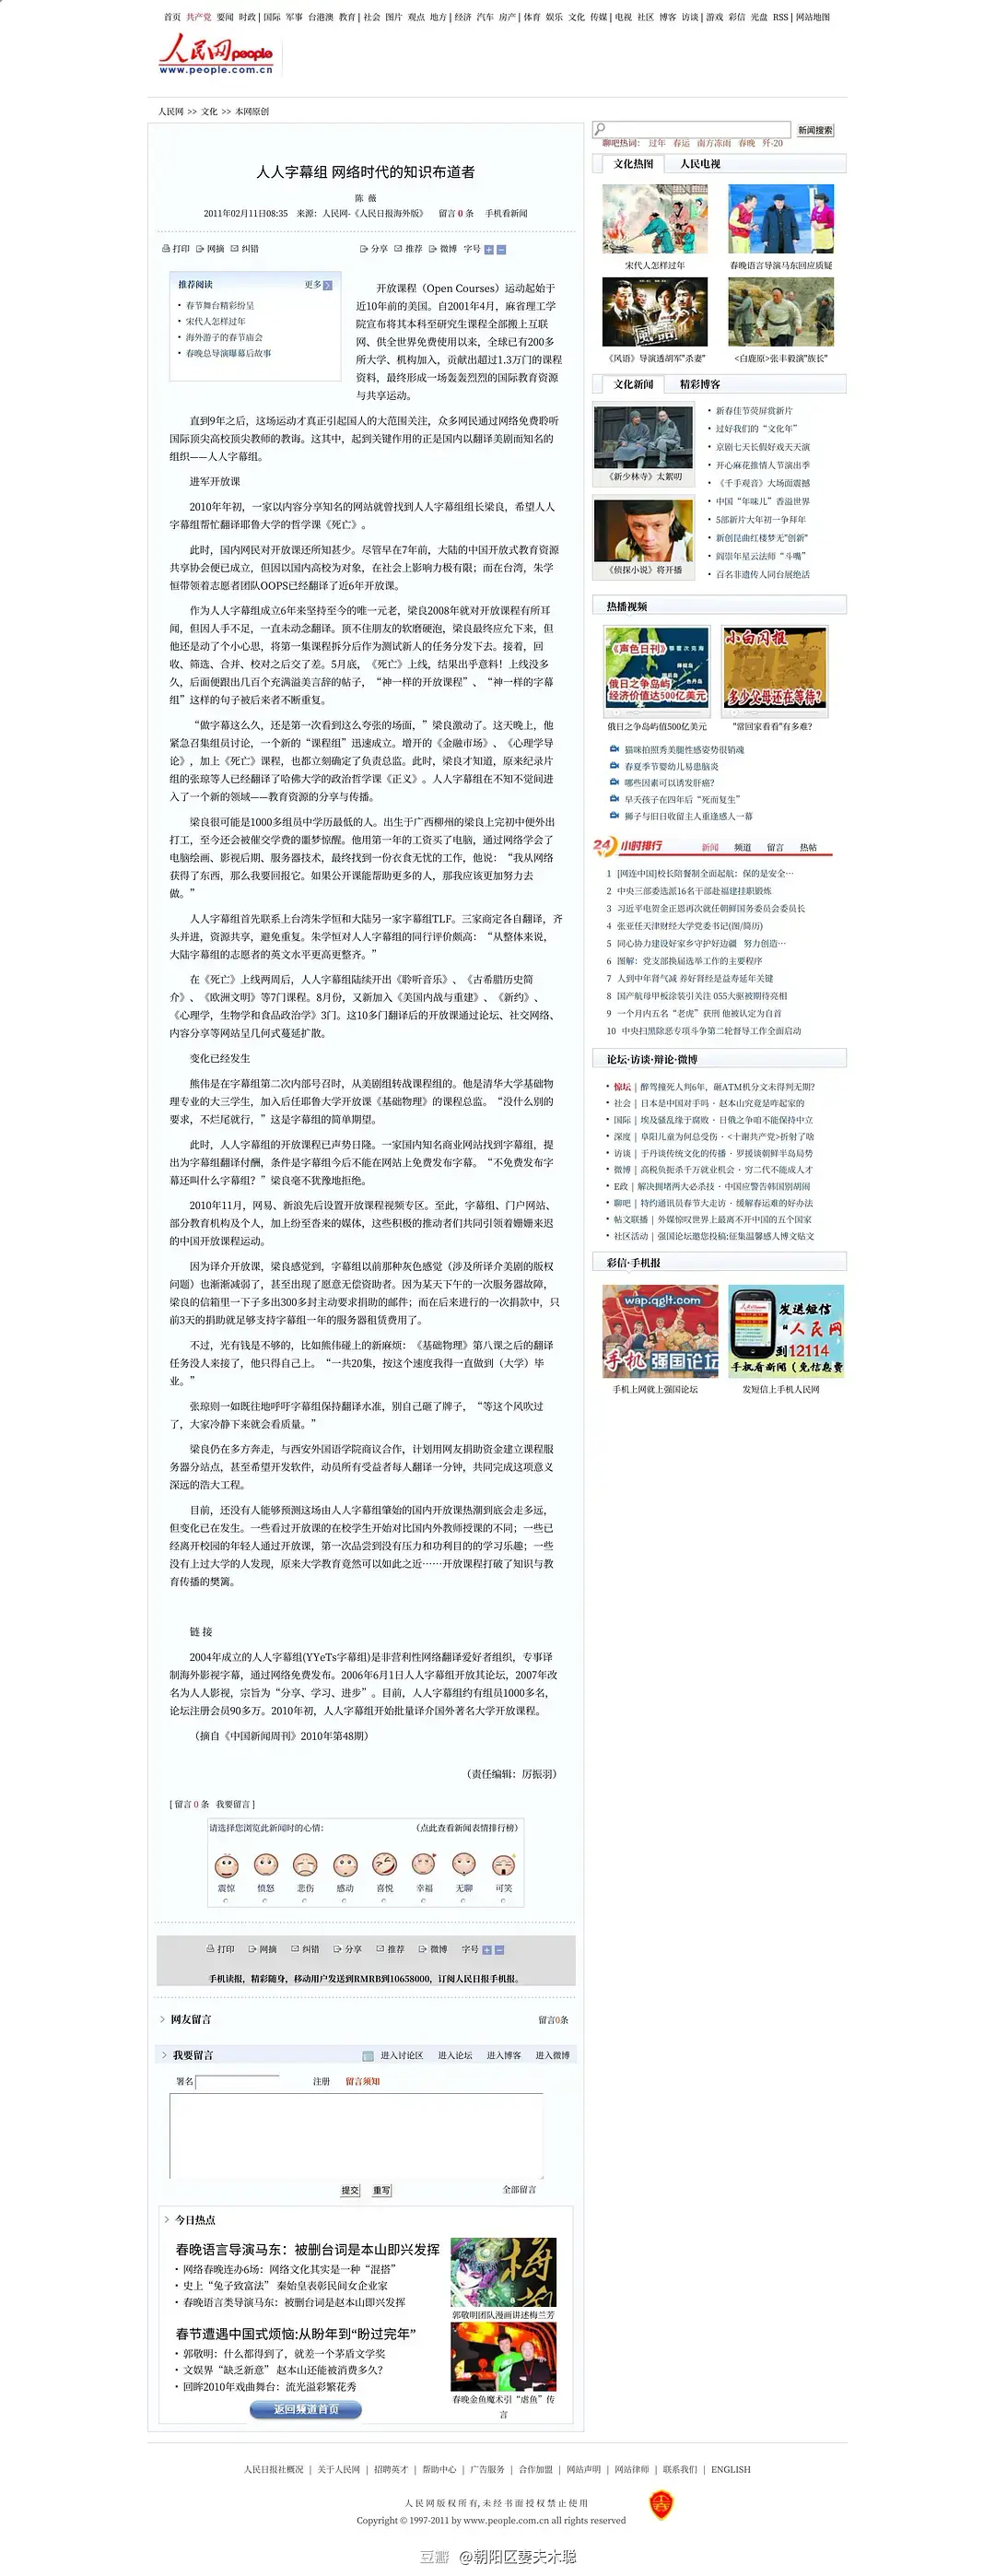 首页 共产党 要闻 时政 | 国际 军事 台港澳 教育 | 社会 图片 观点 地方 | 经济 汽车 房产 | 体育 娱乐 文化 传媒 | 电视 社区 博客 访谈 | 游戏 彩信 光盘 RSS | 网站地图
人民网 people
www.people.com.cn
人民网 >> 文化 >> 本网原创
人人字幕组 网络时代的知识布道者
陈 薇
2011年02月11日08:35 来源：人民网-《人民日报海外版》 留言 0 条 手机看新闻
打印 网摘 纠错 分享 推荐 微博 字号
推荐阅读 更多
• 春节舞台精彩纷呈
• 宋代人怎样过年
• 海外游子的春节庙会
• 春晚总导演曝幕后故事
开放课程（Open Courses）运动起始于
近10年前的美国。自2001年4月，麻省理工学
院宣布将其本科至研究生课程全部搬上互联
网、供全世界免费使用以来，全球已有200多
所大学、机构加入，贡献出超过1.3万门的课程
资料，最终形成一场轰轰烈烈的国际教育资源
与共享运动。
直到9年之后，这场运动才真正引起国人的大范围关注，众多网民通过网络免费聆听
国际顶尖高校顶尖教师的教诲。这其中，起到关键作用的正是国内以翻译美剧而知名的
组织——人人字幕组。
进军开放课
2010年年初，一家以内容分享知名的网站就曾找到人人字幕组组长梁良，希望人人
字幕组帮忙翻译耶鲁大学的哲学课《死亡》。
此时，国内网民对开放课还所知甚少。尽管早在7年前，大陆的中国开放式教育资源
共享协会便已成立，但因以国内高校为对象，在社会上影响力极有限；而在台湾，朱学
恒带领着志愿者团队OOPS已经翻译了近6年开放课。
作为人人字幕组成立6年来坚持至今的唯一元老，梁良2008年就对开放课程有所耳
闻，但因人手不足，一直未动念翻译。顶不住朋友的软磨硬泡，梁良最终应允下来，但
他还是动了个小心思，将第一集课程拆分后作为测试新人的任务分发下去。接着，回
收、筛选、合并、校对之后交了差。5月底，《死亡》上线，结果出乎意料！上线没多
久，后面便跟出几百个充满溢美言辞的帖子，“神一样的开放课程”、“神一样的字幕
组”这样的句子被后来者不断重复。
“做字幕这么久，还是第一次看到这么夸张的场面，”梁良激动了。这天晚上，他
紧急召集组员讨论，一个新的“课程组”迅速成立。增开的《金融市场》、《心理学导
论》，加上《死亡》课程，也都立刻确定了负责总监。此时，梁良才知道，原来纪录片
组的张琼等人已经翻译了哈佛大学的政治哲学课《正义》。人人字幕组在不知不觉间进
入了一个新的领域——教育资源的分享与传播。
梁良很可能是1000多组员中学历最低的人。出生于广西柳州的梁良上完初中便外出
打工，至今还会被催交学费的噩梦惊醒。他用第一年的工资买了电脑，通过网络学会了
电脑绘画、影视后期、服务器技术，最终找到一份衣食无忧的工作，他说：“我从网络
获得了东西，那么我要回报它。如果公开课能帮助更多的人，那我应该更加努力去
做。”
人人字幕组首先联系上台湾朱学恒和大陆另一家字幕组TLF。三家商定各自翻译，齐
头并进，资源共享，避免重复。朱学恒对人人字幕组的同行评价颇高：“从整体来说，
大陆字幕组的志愿者的英文水平更高更整齐。”
在《死亡》上线两周后，人人字幕组陆续开出《聆听音乐》、《古希腊历史简
介》、《欧洲文明》等7门课程。8月份，又新加入《美国内战与重建》、《新约》、
《心理学，生物学和食品政治学》3门。这10多门翻译后的开放课通过论坛、社交网络、
内容分享等网站呈几何式蔓延扩散。
变化已经发生
熊伟是在字幕组第二次内部号召时，从美剧组转战课程组的。他是清华大学基础物
理专业的大三学生，加入后任耶鲁大学开放课《基础物理》的课程总监。“没什么别的
要求，不烂尾就行，”这是字幕组的简单期望。
此时，人人字幕组的开放课程已声势日隆。一家国内知名商业网站找到字幕组，提
出为字幕组翻译付酬，条件是字幕组今后不能在网站上免费发布字幕。“不免费发布字
幕还叫什么字幕组？”梁良毫不犹豫地拒绝。
2010年11月，网易、新浪先后设置开放课程视频专区。至此，字幕组、门户网站、
部分教育机构及个人，加上纷至沓来的媒体，这些积极的推动者们共同引领着姗姗来迟
的中国开放课程运动。
因为译介开放课，梁良感觉到，字幕组以前那种灰色感觉（涉及所译介美剧的版权
问题）也渐渐减弱了，甚至出现了愿意无偿资助者。因为某天下午的一次服务器故障，
梁良的信箱里一下子多出300多封主动要求捐助的邮件；而在后来进行的一次捐款中，只
前3天的捐助就足够支持字幕组一年的服务器租赁费用了。
不过，光有钱是不够的，比如熊伟碰上的新麻烦：《基础物理》第八课之后的翻译
任务没人来接了，他只得自己上。“一共20集，按这个速度我得一直做到（大学）毕
业。”
张琼则一如既往地呼吁字幕组保持翻译水准，别自己砸了牌子，“等这个风吹过
了，大家冷静下来就会看质量。”
梁良仍在多方奔走，与西安外国语学院商议合作，计划用网友捐助资金建立课程服
务器分站点，甚至希望开发软件，动员所有受益者每人翻译一分钟，共同完成这项意义
深远的浩大工程。
目前，还没有人能够预测这场由人人字幕组肇始的国内开放课热潮到底会走多远，
但变化已在发生。一些看过开放课的在校学生开始对比国内外教师授课的不同；一些已
经离开校园的年轻人通过开放课，第一次品尝到没有压力和功利目的的学习乐趣；一些
没有上过大学的人发现，原来大学教育竟然可以如此之近……开放课程打破了知识与教
育传播的樊篱。
链 接
2004年成立的人人字幕组(YYeTs字幕组)是非营利性网络翻译爱好者组织，专事译
制海外影视字幕，通过网络免费发布。2006年6月1日人人字幕组开放其论坛，2007年改
名为人人影视，宗旨为“分享、学习、进步”。目前，人人字幕组约有组员1000多名，
论坛注册会员90多万。2010年初，人人字幕组开始批量译介国外著名大学开放课程。
（摘自《中国新闻周刊》2010年第48期）
（责任编辑：厉振羽）
[ 留言 0 条 我要留言 ]
请选择您浏览此新闻时的心情： （点此查看新闻表情排行榜）
震惊 愤怒 悲伤 感动 喜悦 幸福 无聊 可笑
打印 网摘 纠错 分享 推荐 微博 字号
手机读报，精彩随身，移动用户发送到RMRB到10658000，订阅人民日报手机报。
网友留言 留言0条
我要留言 进入讨论区 进入论坛 进入博客 进入微博
署名 注册 留言须知
提交 重写 全部留言
今日热点
春晚语言导演马东：被删台词是本山即兴发挥
• 网络春晚连办6场：网络文化其实是一种“混搭”
• 史上“兔子致富法” 秦始皇表彰民间女企业家
• 春晚语言类导演马东：被删台词是赵本山即兴发挥
郭敬明团队漫画讲述梅兰芳
春节遭遇中国式烦恼:从盼年到“盼过完年”
• 郭敬明：什么都得到了，就差一个茅盾文学奖
• 文娱界“缺乏新意” 赵本山还能被消费多久？
• 回眸2010年戏曲舞台：流光溢彩繁花秀
春晚金鱼魔术引“虐鱼”传
言
返回频道首页
新闻搜索
聊吧热词： 过年 春运 南方冻雨 春晚 歼-20
文化热图 人民电视
宋代人怎样过年 春晚语言导演马东回应质疑
风语
《风语》导演透胡军"杀妻" <白鹿原>张丰毅演"族长"
文化新闻 精彩博客
《新少林寺》太絮叨
《侦探小说》将开播
• 新春佳节荧屏赏新片
• 过好我们的“文化年”
• 京剧七天长假好戏天天演
• 开心麻花推情人节演出季
• 《千手观音》大场面震撼
• 中国“年味儿”香溢世界
• 5部新片大年初一争拜年
• 新创昆曲红楼梦无"创新"
• 阎崇年星云法师“斗嘴”
• 百名非遗传人同台展绝活
热播视频
《声色日刊》
俄日之争岛屿
经济价值达500亿美元
小白闪报
多少父母还在等待?
俄日之争岛屿值500亿美元 "常回家看看"有多难？
猫咪拍照秀美腿性感姿势很销魂
春夏季节婴幼儿易患脑炎
哪些因素可以诱发肝癌？
早夭孩子在四年后“死而复生”
狮子与旧日收留主人重逢感人一幕
24小时排行 新闻 频道 留言 热帖
1 [网连中国]校长陪餐制全面起航：保的是安全…
2 中央三部委选派16名干部赴福建挂职锻炼
3 习近平电贺金正恩再次就任朝鲜国务委员会委员长
4 张亚任天津财经大学党委书记(图/简历)
5 同心协力建设好家乡守护好边疆 努力创造…
6 图解：党支部换届选举工作的主要程序
7 人到中年肾气减 养好肾经是益寿延年关键
8 国产航母甲板涂装引关注 055大驱被期待亮相
9 一个月内五名“老虎”获刑 他被认定为自首
10 中央扫黑除恶专项斗争第二轮督导工作全面启动
论坛·访谈·辩论·微博
• 惊坛 | 醉驾撞死人判6年，砸ATM机分文未得判无期？
• 社会 | 日本是中国对手吗 · 赵本山究竟是咋起家的
• 国际 | 埃及骚乱缘于腐败 · 日俄之争咱不能保持中立
• 深度 | 阜阳儿童为何总受伤 · <十谢共产党>折射了啥
• 访谈 | 于丹谈传统文化的传播 · 罗援谈朝鲜半岛局势
• 微博 | 高税负扼杀千万就业机会 · 穷二代不能成人才
• E政 | 解决拥堵两大必杀技 · 中国应警告韩国别胡闹
• 聊吧 | 特约通讯员春节大走访 · 缓解春运难的好办法
• 帖文联播 | 外媒惊叹世界上最离不开中国的五个国家
• 社区活动 | 强国论坛邀您投稿;征集温馨感人博文贴文
彩信·手机报
wap.qglt.com
手机 强国论坛
发送短信
“人民网
到12114
手机看新闻（免信息费
手机上网就上强国论坛 发短信上手机人民网
人民日报社概况 | 关于人民网 | 招聘英才 | 帮助中心 | 广告服务 | 合作加盟 | 网站声明 | 网站律师 | 联系我们 | ENGLISH
人 民 网 版 权 所 有, 未 经 书 面 授 权 禁 止 使 用
Copyright © 1997-2011 by www.people.com.cn all rights reserved
豆瓣 @朝阳区妻夫木聪